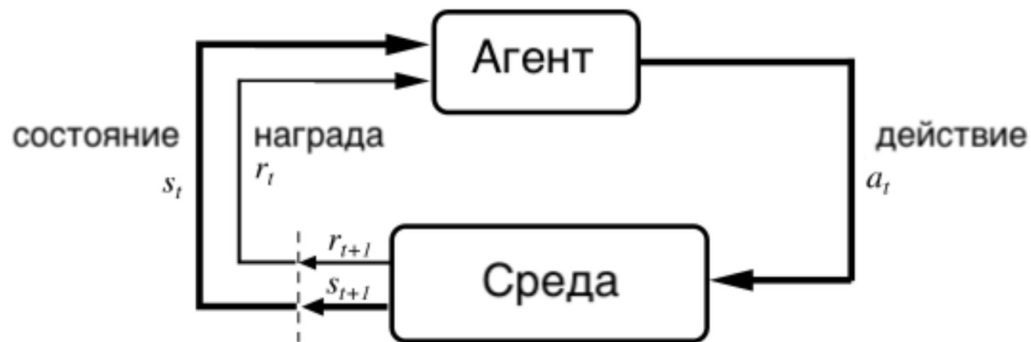 Агент
состояние
s_t
награда
r_t
действие
a_t
r_{t+1}
s_{t+1}
Среда